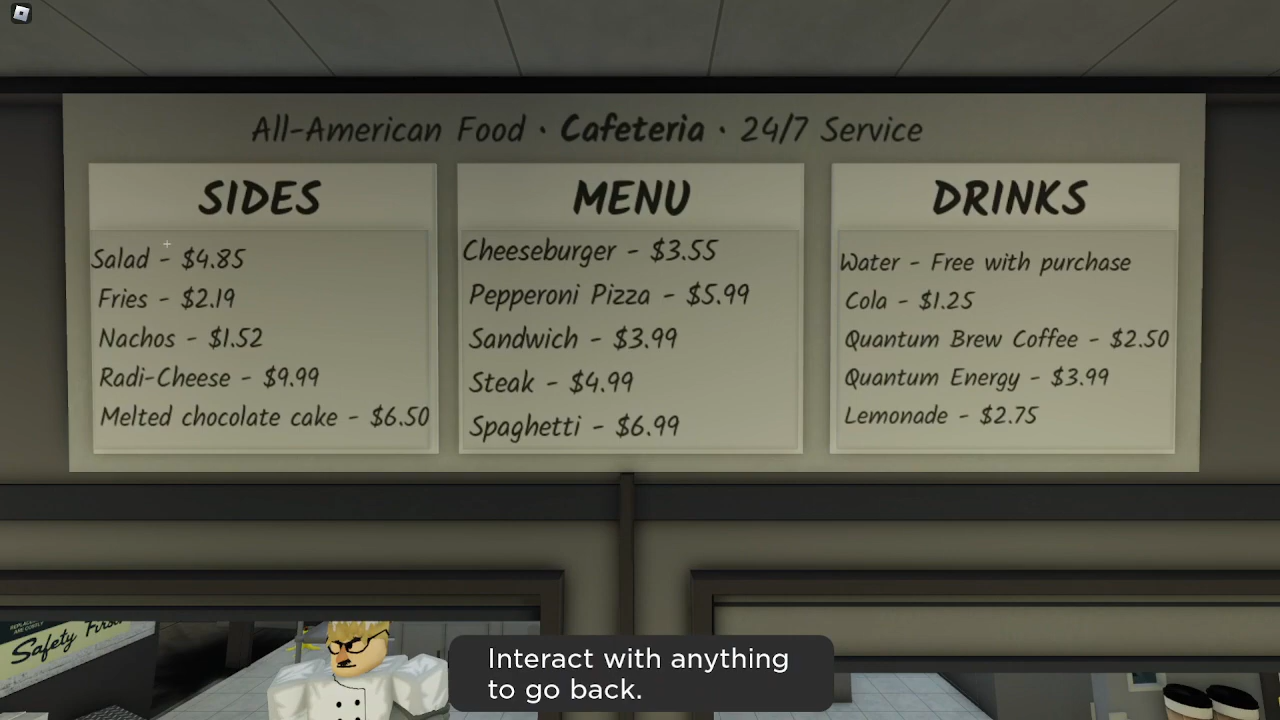 All-American Food · Cafeteria · 24/7 Service
SIDES
Salad - $4.85
Fries - $2.19
Nachos - $1.52
Radi-Cheese - $9.99
Melted chocolate cake - $6.50
MENU
Cheeseburger - $3.55
Pepperoni Pizza - $5.99
Sandwich - $3.99
Steak - $4.99
Spaghetti - $6.99
DRINKS
Water - Free with purchase
Cola - $1.25
Quantum Brew Coffee - $2.50
Quantum Energy - $3.99
Lemonade - $2.75
Safety First
Interact with anything
to go back.